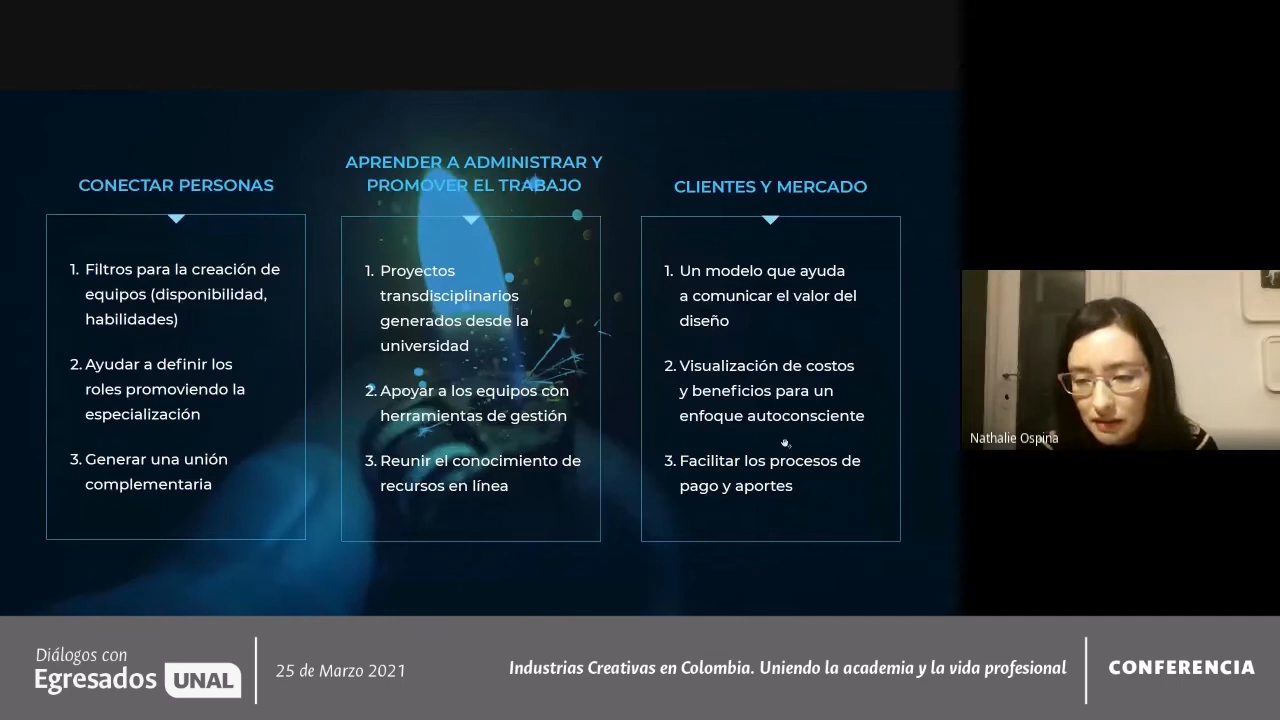 CONECTAR PERSONAS
1. Filtros para la creación de
equipos (disponibilidad,
habilidades)
2. Ayudar a definir los
roles promoviendo la
especialización
3. Generar una unión
complementaria
APRENDER A ADMINISTRAR Y
PROMOVER EL TRABAJO
1. Proyectos
transdisciplinarios
generados desde la
universidad
2. Apoyar a los equipos con
herramientas de gestión
3. Reunir el conocimiento de
recursos en línea
CLIENTES Y MERCADO
1. Un modelo que ayuda
a comunicar el valor del
diseño
2. Visualización de costos
y beneficios para un
enfoque autoconsciente
3. Facilitar los procesos de
pago y aportes
Nathalie Ospina
Diálogos con
Egresados UNAL
25 de Marzo 2021
Industrias Creativas en Colombia. Uniendo la academia y la vida profesional
CONFERENCIA